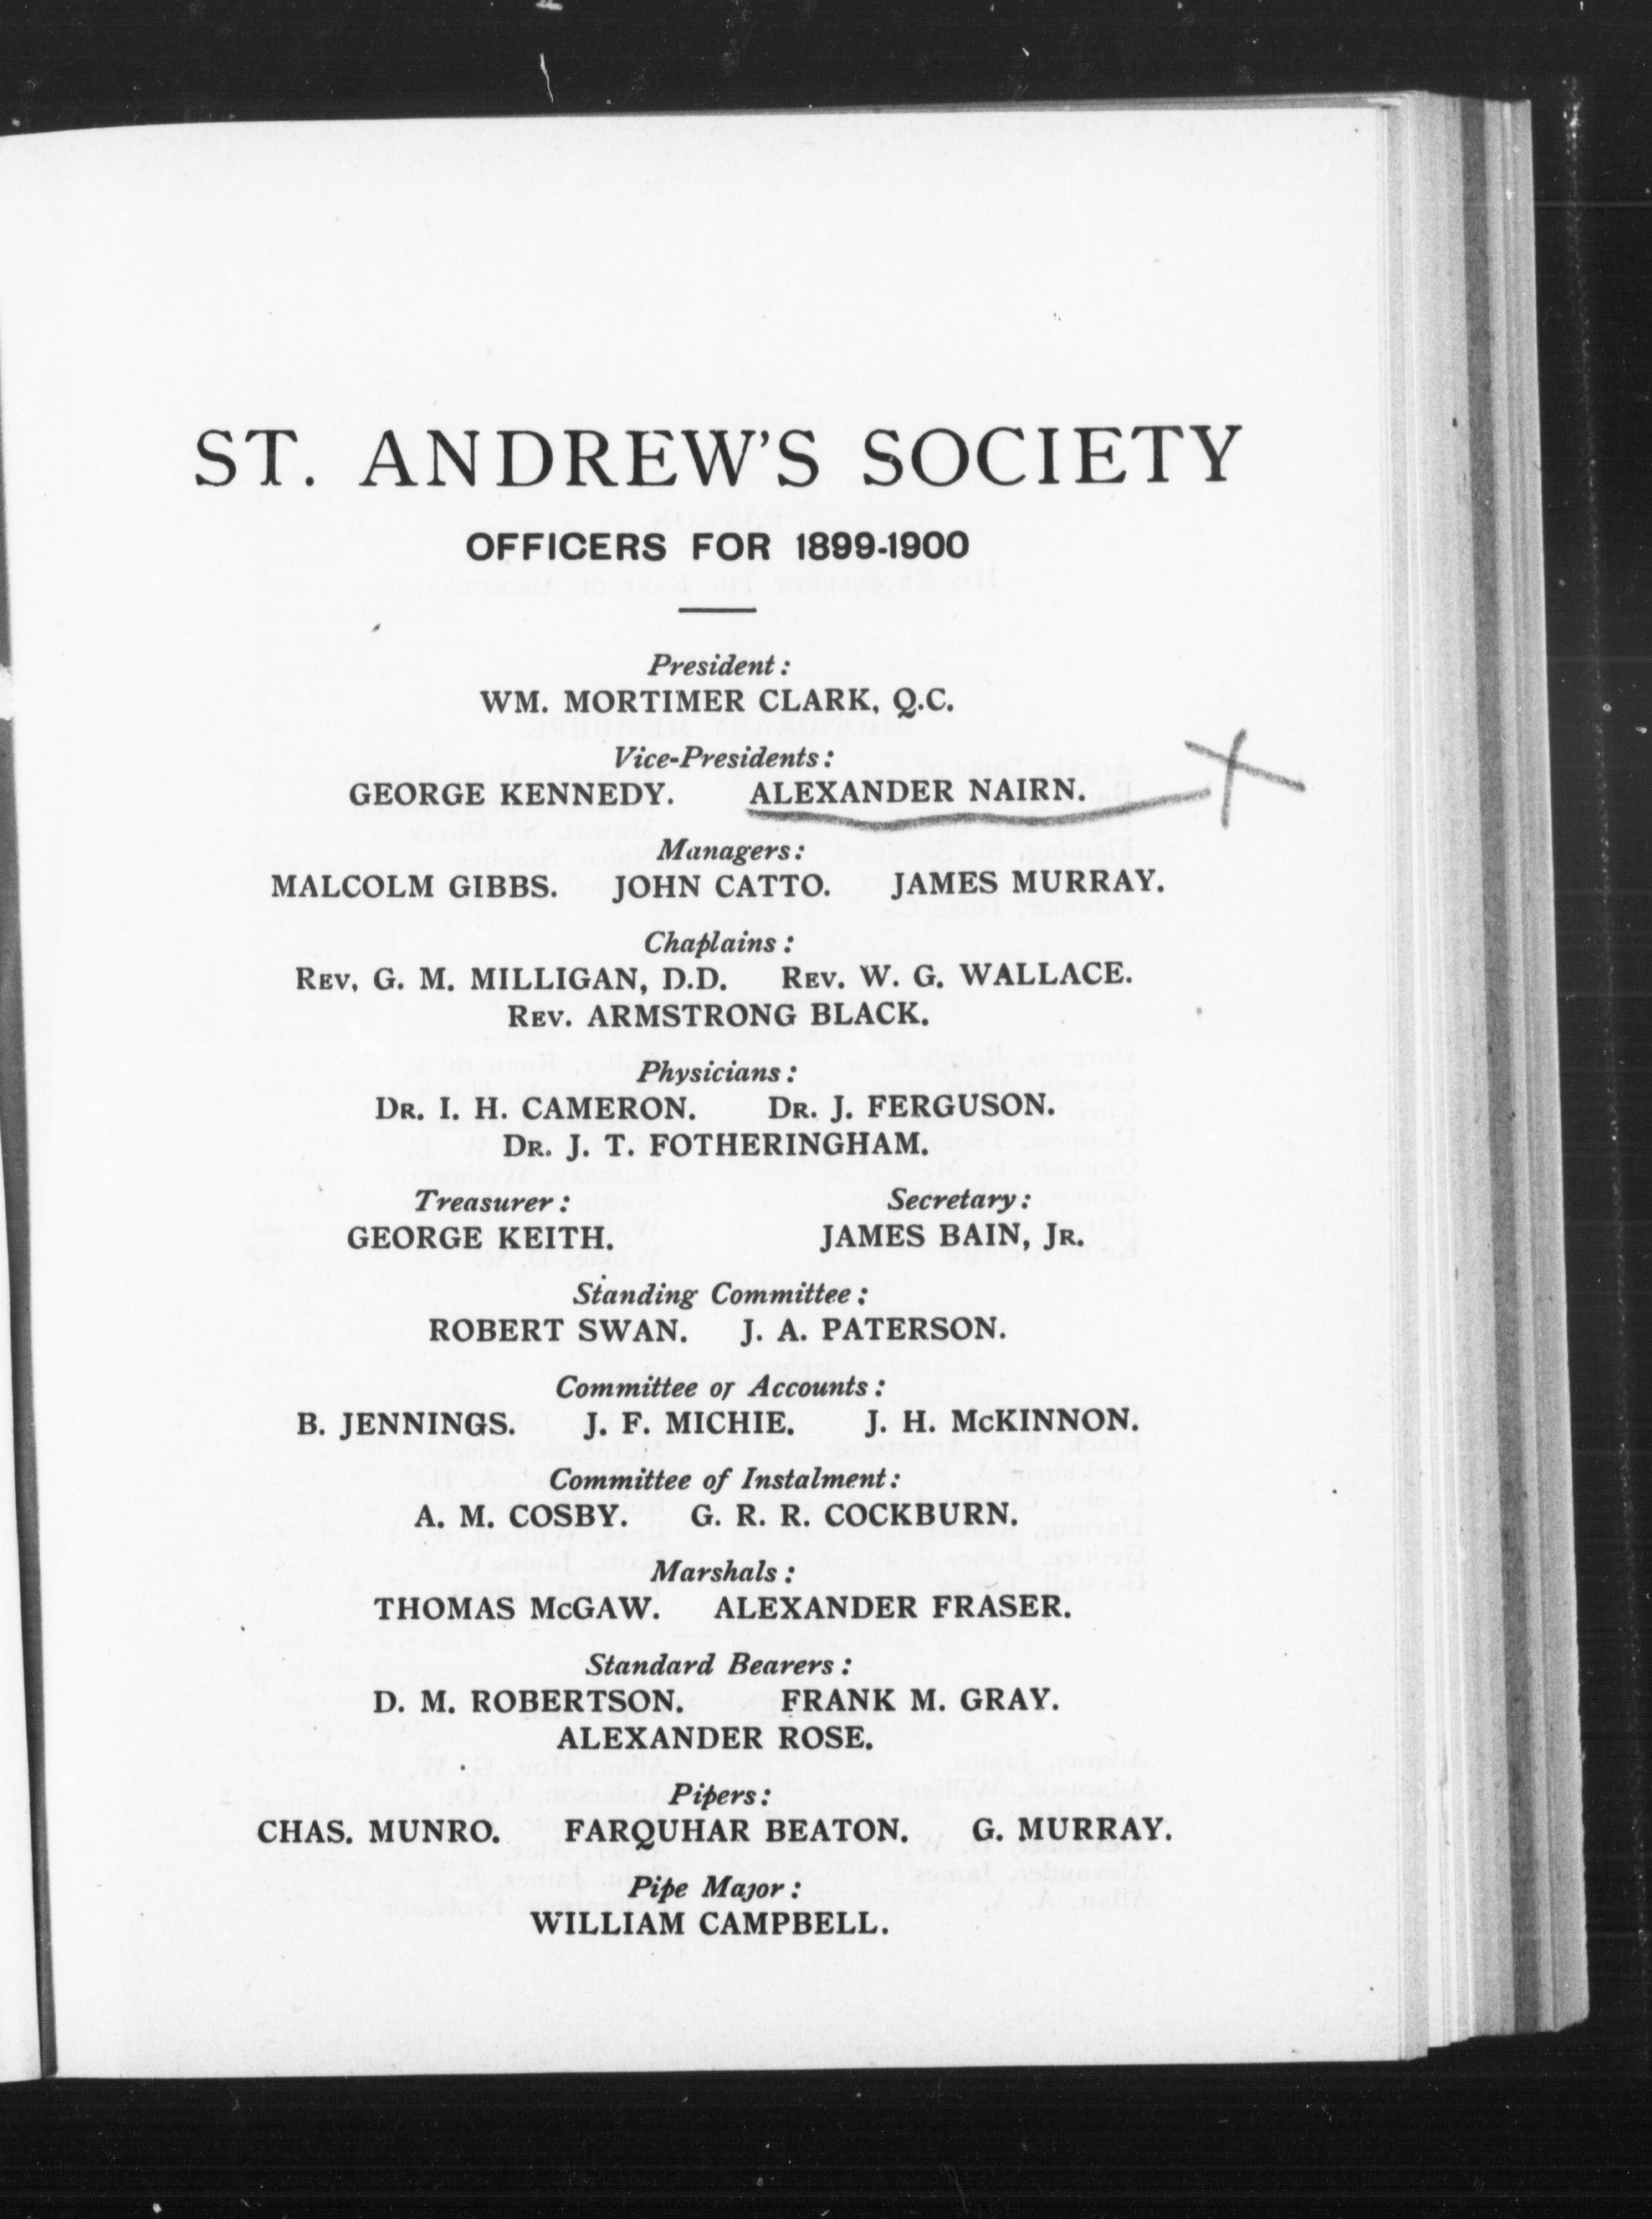 ST. ANDREW'S SOCIETY
OFFICERS FOR 1899-1900
President:
WM. MORTIMER CLARK, Q.C.
Vice-Presidents:
GEORGE KENNEDY. ALEXANDER NAIRN.
Managers:
MALCOLM GIBBS. JOHN CATTO. JAMES MURRAY.
Chaplains:
REV. G. M. MILLIGAN, D.D. REV. W. G. WALLACE.
REV. ARMSTRONG BLACK.
Physicians:
DR. I. H. CAMERON. DR. J. FERGUSON.
DR. J. T. FOTHERINGHAM.
Treasurer: Secretary:
GEORGE KEITH. JAMES BAIN, JR.
Standing Committee:
ROBERT SWAN. J. A. PATERSON.
Committee of Accounts:
B. JENNINGS. J. F. MICHIE. J. H. McKINNON.
Committee of Instalment:
A. M. COSBY. G. R. R. COCKBURN.
Marshals:
THOMAS McGAW. ALEXANDER FRASER.
Standard Bearers:
D. M. ROBERTSON. FRANK M. GRAY.
ALEXANDER ROSE.
Pipers:
CHAS. MUNRO. FARQUHAR BEATON. G. MURRAY.
Pipe Major:
WILLIAM CAMPBELL.